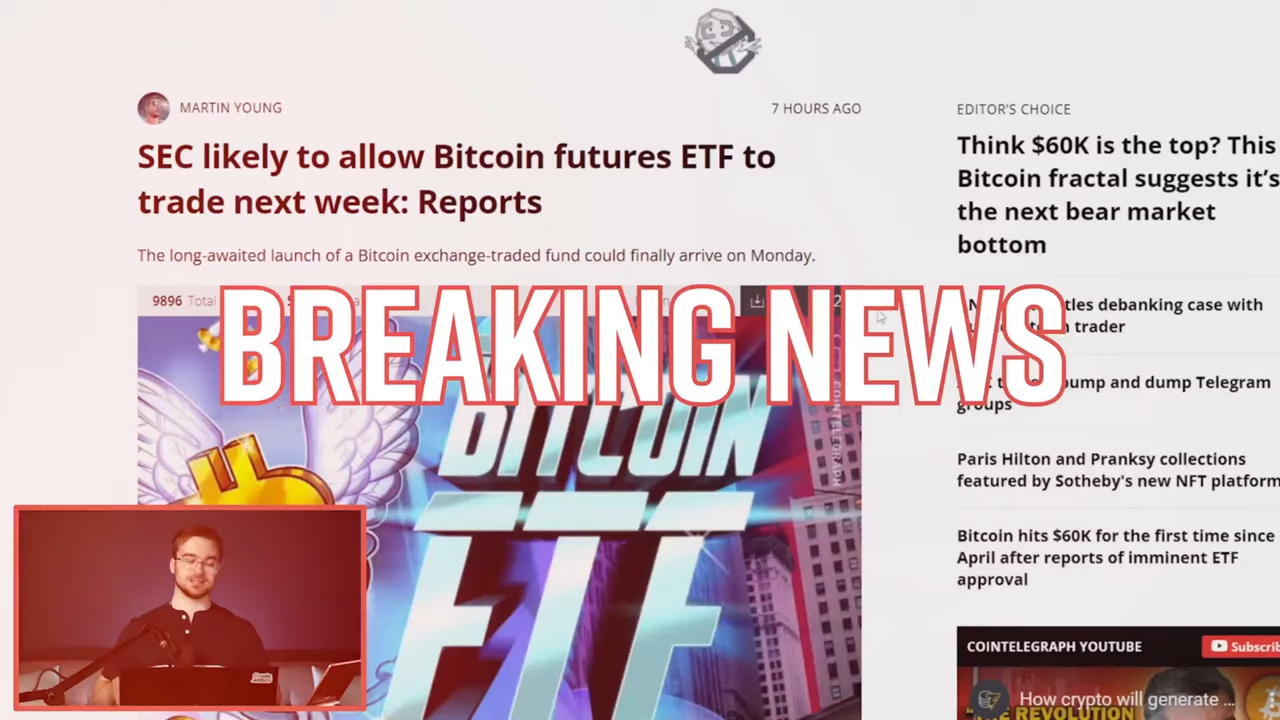 MARTIN YOUNG
7 HOURS AGO
SEC likely to allow Bitcoin futures ETF to
trade next week: Reports
The long-awaited launch of a Bitcoin exchange-traded fund could finally arrive on Monday.
9896 Total
BREAKING NEWS
BITCOIN
ETF
COINTELEGRAPH
EDITOR'S CHOICE
Think $60K is the top? This
Bitcoin fractal suggests it's
the next bear market
bottom
debanking case with
trader
pump and dump Telegram
groups
Paris Hilton and Pranksy collections
featured by Sotheby's new NFT platform
Bitcoin hits $60K for the first time since
April after reports of imminent ETF
approval
COINTELEGRAPH YOUTUBE
How crypto will generate ...
REVOLUTION